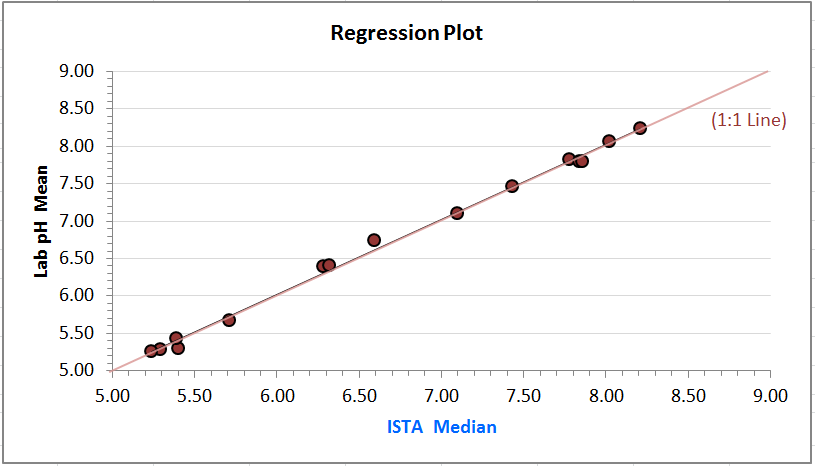 Regression Plot
9.00
8.50
(1:1 Line)
8.00
7.50
7.00
6.50
6.00
5.50
5.00
Lab pH Mean
5.00 5.50 6.00 6.50 7.00 7.50 8.00 8.50 9.00
ISTA Median